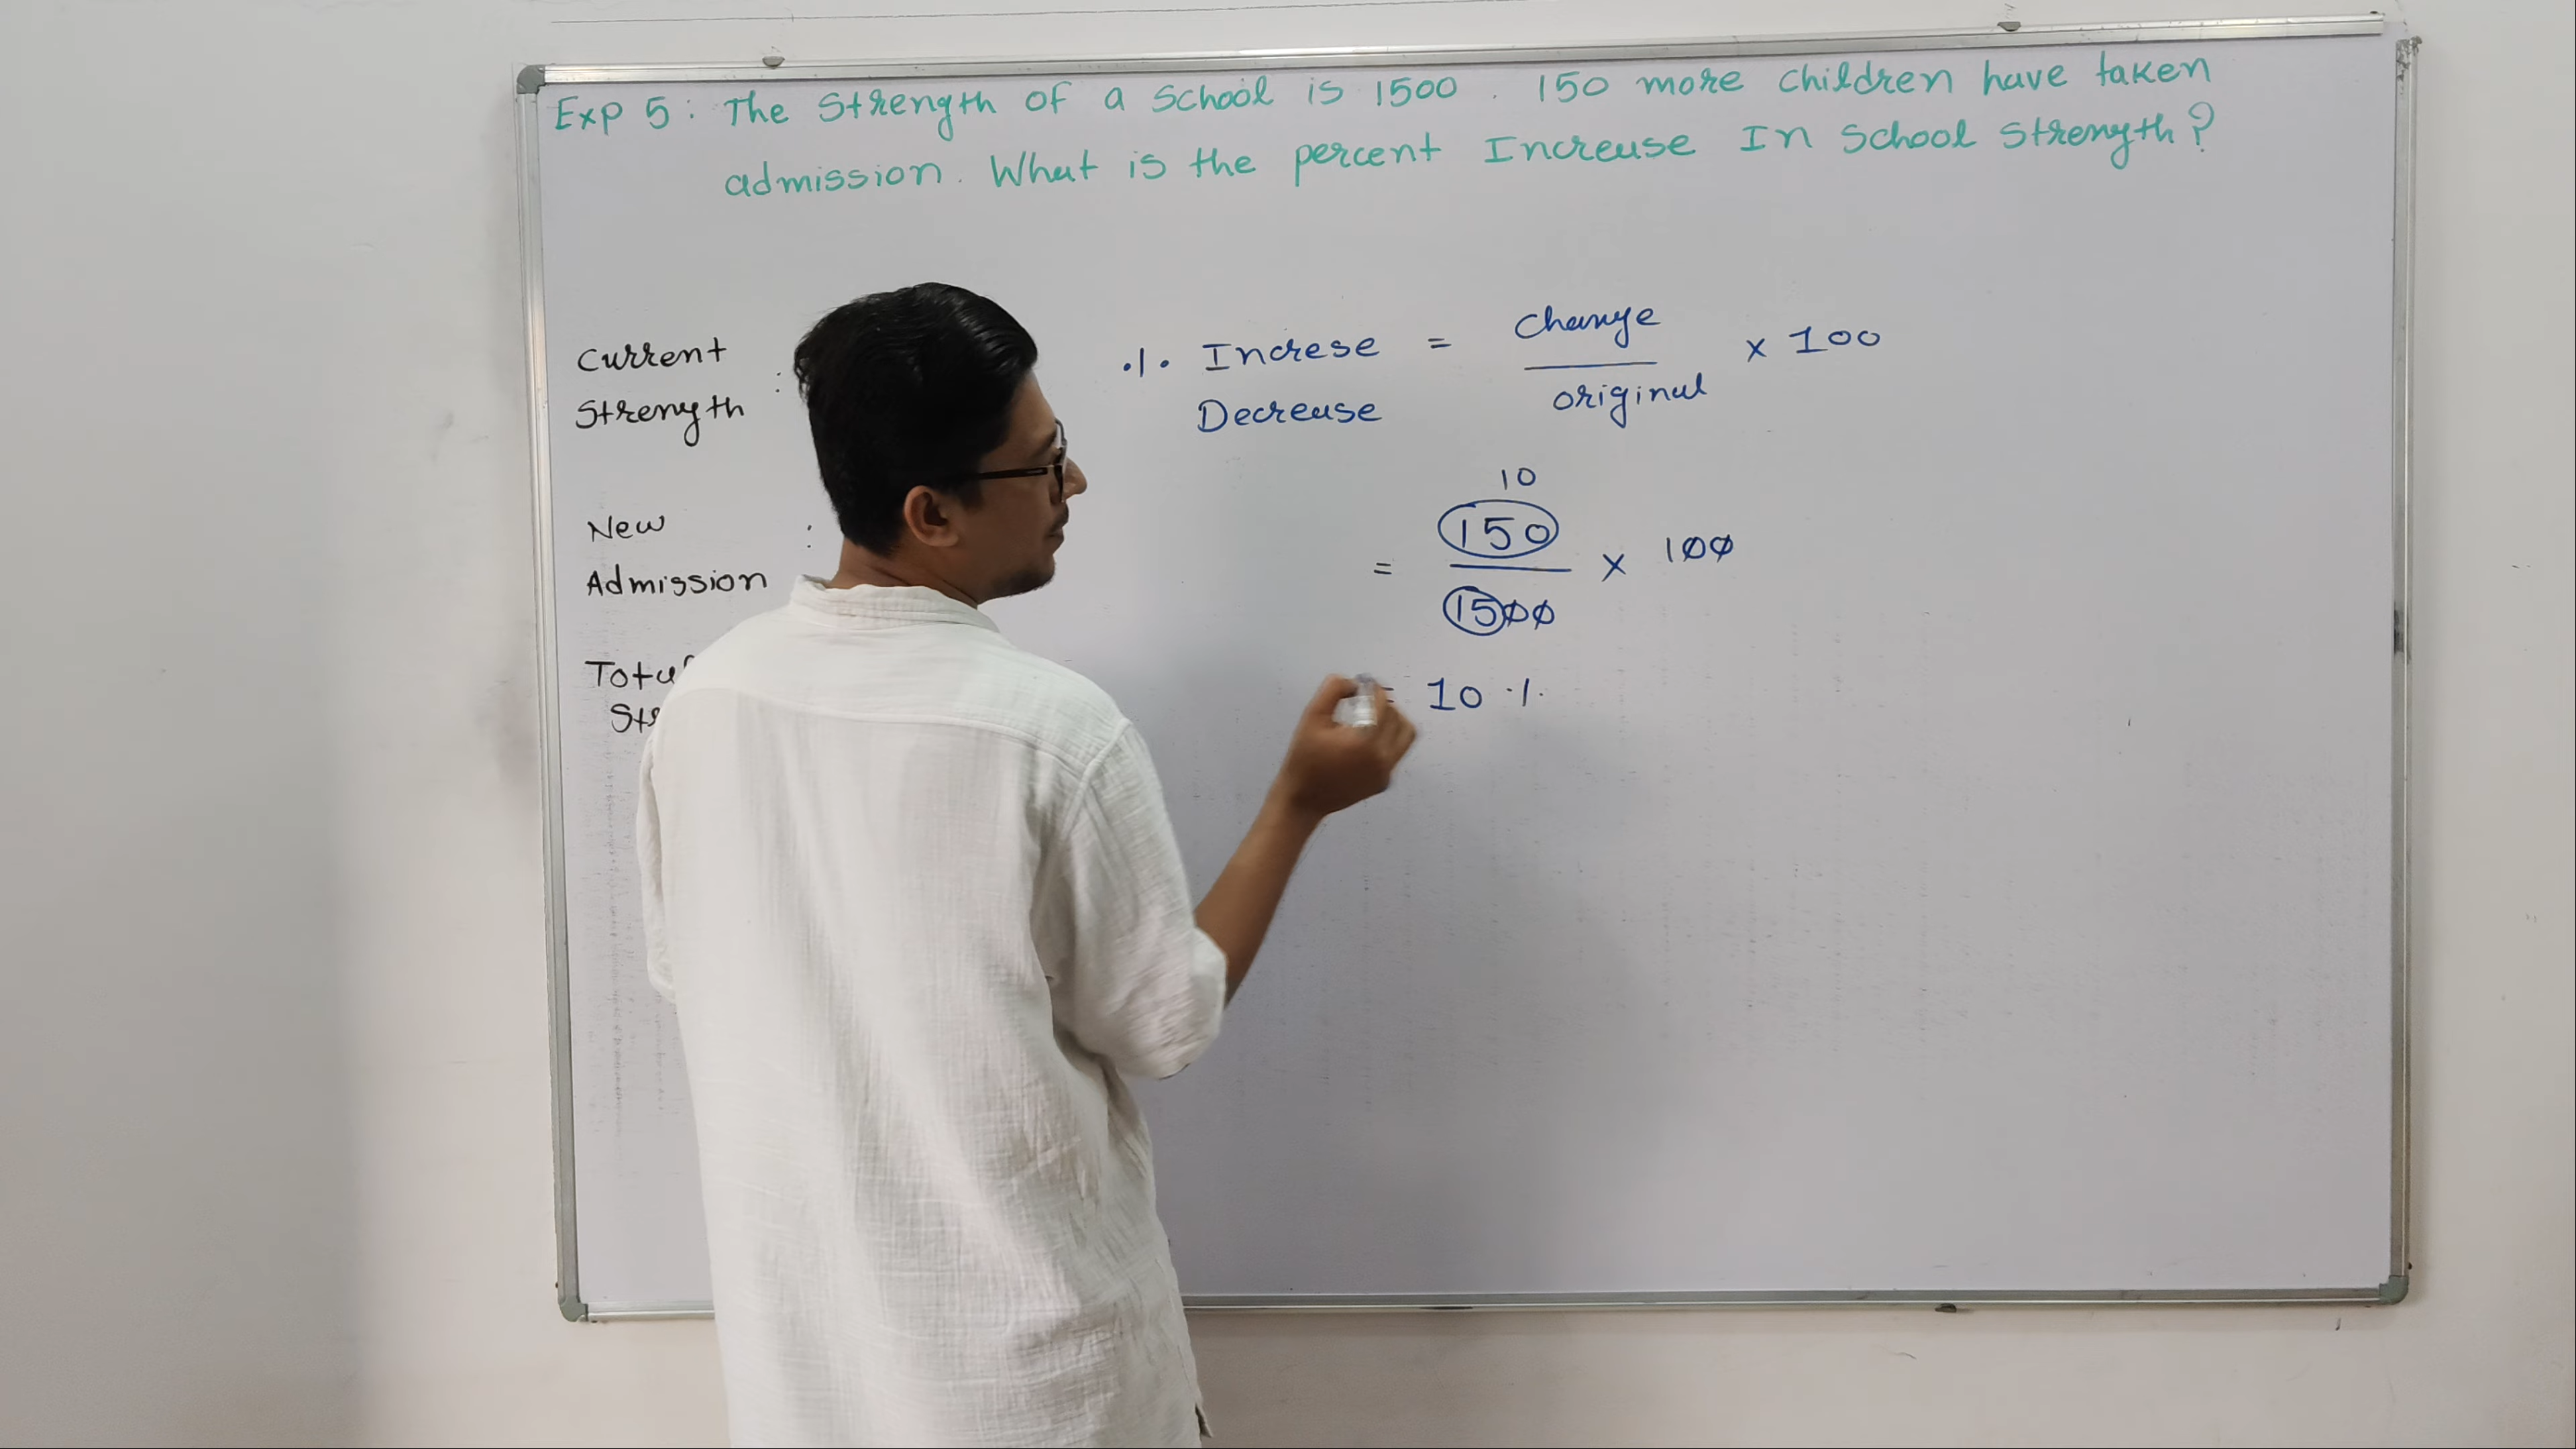 Exp 5: The Strength of a School is 1500. 150 more children have taken
admission. What is the percent Increase In School Strength?
Current
Strength :
New :
Admission
% Increse = Change / original × 100
Decrease
10
= 150 / 1500 × 100
= 10 %